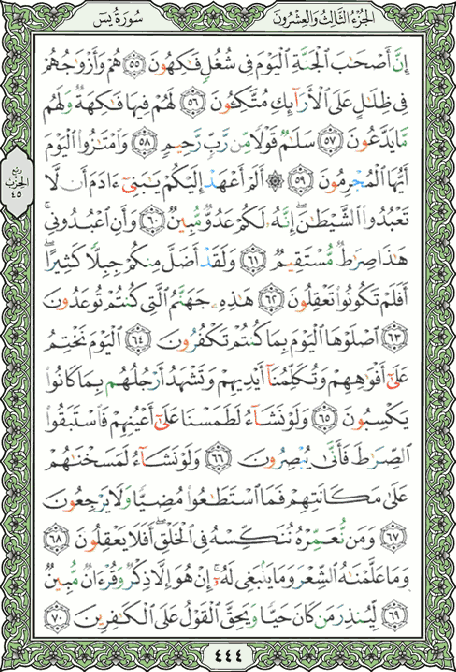 الجُزءُ الثَّالِثُ وَالعِشْرُون سُورَةُ يسٓ
إِنَّ أَصْحَٰبَ ٱلْجَنَّةِ ٱلْيَوْمَ فِى شُغُلٍ فَٰكِهُونَ ٥٥ هُمْ وَأَزْوَٰجُهُمْ
فِى ظِلَٰلٍ عَلَى ٱلْأَرَآئِكِ مُتَّكِـُٔونَ ٥٦ لَهُمْ فِيهَا فَٰكِهَةٌ وَلَهُم
مَّا يَدَّعُونَ ٥٧ سَلَٰمٌ قَوْلًا مِّن رَّبٍّ رَّحِيمٍ ٥٨ وَٱمْتَٰزُوا۟ ٱلْيَوْمَ
أَيُّهَا ٱلْمُجْرِمُونَ ٥٩ ۞ أَلَمْ أَعْهَدْ إِلَيْكُمْ يَٰبَنِىٓ ءَادَمَ أَن لَّا
تَعْبُدُوا۟ ٱلشَّيْطَٰنَ ۖ إِنَّهُۥ لَكُمْ عَدُوٌّ مُّبِينٌ ٦٠ وَأَنِ ٱعْبُدُونِى ۚ
هَٰذَا صِرَٰطٌ مُّسْتَقِيمٌ ٦١ وَلَقَدْ أَضَلَّ مِنكُمْ جِبِلًّا كَثِيرًا ۖ
أَفَلَمْ تَكُونُوا۟ تَعْقِلُونَ ٦٢ هَٰذِهِۦ جَهَنَّمُ ٱلَّتِى كُنتُمْ تُوعَدُونَ
٦٣ ٱصْلَوْهَا ٱلْيَوْمَ بِمَا كُنتُمْ تَكْفُرُونَ ٦٤ ٱلْيَوْمَ نَخْتِمُ
عَلَىٰٓ أَفْوَٰهِهِمْ وَتُكَلِّمُنَآ أَيْدِيهِمْ وَتَشْهَدُ أَرْجُلُهُم بِمَا كَانُوا۟
يَكْسِبُونَ ٦٥ وَلَوْ نَشَآءُ لَطَمَسْنَا عَلَىٰٓ أَعْيُنِهِمْ فَٱسْتَبَقُوا۟
ٱلصِّرَٰطَ فَأَنَّىٰ يُبْصِرُونَ ٦٦ وَلَوْ نَشَآءُ لَمَسَخْنَٰهُمْ
عَلَىٰ مَكَانَتِهِمْ فَمَا ٱسْتَطَٰعُوا۟ مُضِيًّا وَلَا يَرْجِعُونَ
٦٧ وَمَن نُّعَمِّرْهُ نُنَكِّسْهُ فِى ٱلْخَلْقِ ۖ أَفَلَا يَعْقِلُونَ ٦٨
وَمَا عَلَّمْنَٰهُ ٱلشِّعْرَ وَمَا يَنۢبَغِى لَهُۥٓ ۚ إِنْ هُوَ إِلَّا ذِكْرٌ وَقُرْءَانٌ مُّبِينٌ
٦٩ لِّيُنذِرَ مَن كَانَ حَيًّا وَيَحِقَّ ٱلْقَوْلُ عَلَى ٱلْكَٰفِرِينَ ٧٠
ربع
الحزب
٤٥
٤٤٤